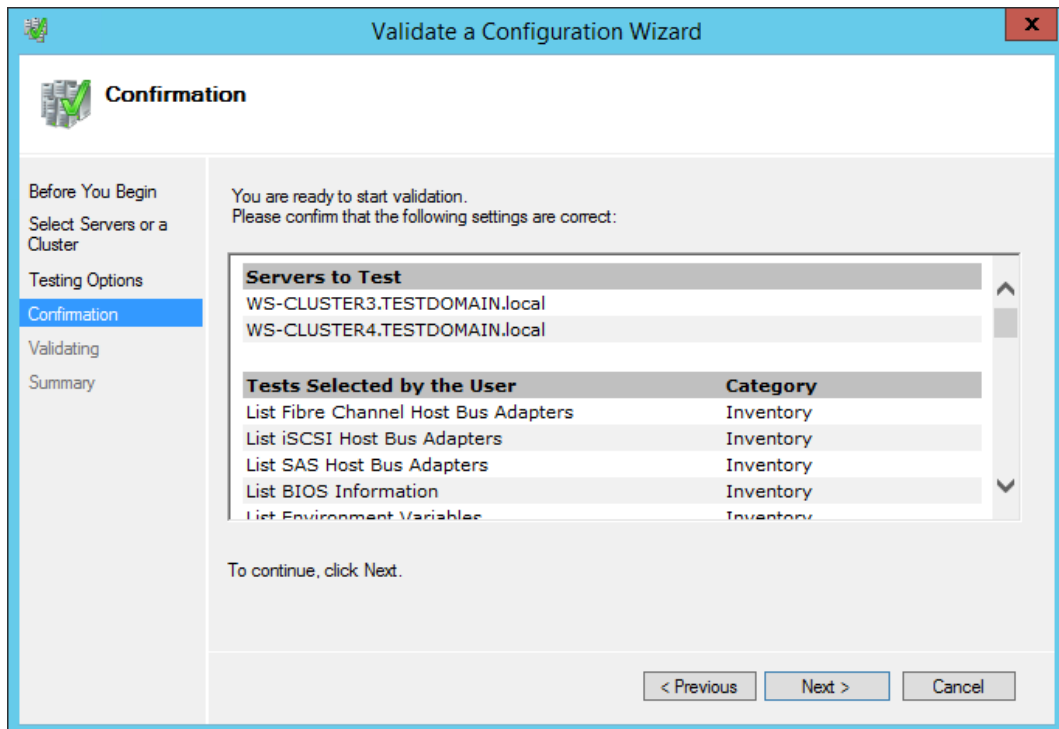 Validate a Configuration Wizard
x
Confirmation
Before You Begin
Select Servers or a
Cluster
Testing Options
Confirmation
Validating
Summary
You are ready to start validation.
Please confirm that the following settings are correct:
Servers to Test
WS-CLUSTER3.TESTDOMAIN.local
WS-CLUSTER4.TESTDOMAIN.local
Tests Selected by the User Category
List Fibre Channel Host Bus Adapters Inventory
List iSCSI Host Bus Adapters Inventory
List SAS Host Bus Adapters Inventory
List BIOS Information Inventory
List Environment Variables Inventory
To continue, click Next.
< Previous Next > Cancel